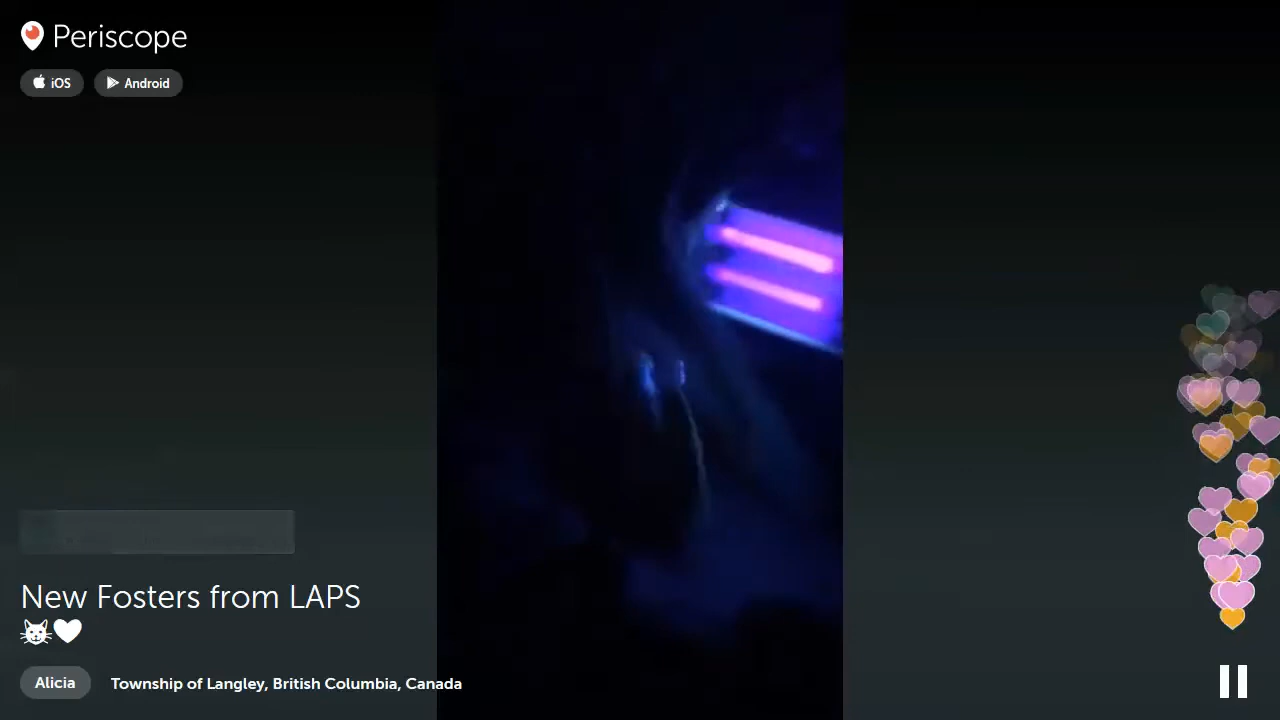 Periscope
iOS
Android
New Fosters from LAPS
Alicia
Township of Langley, British Columbia, Canada